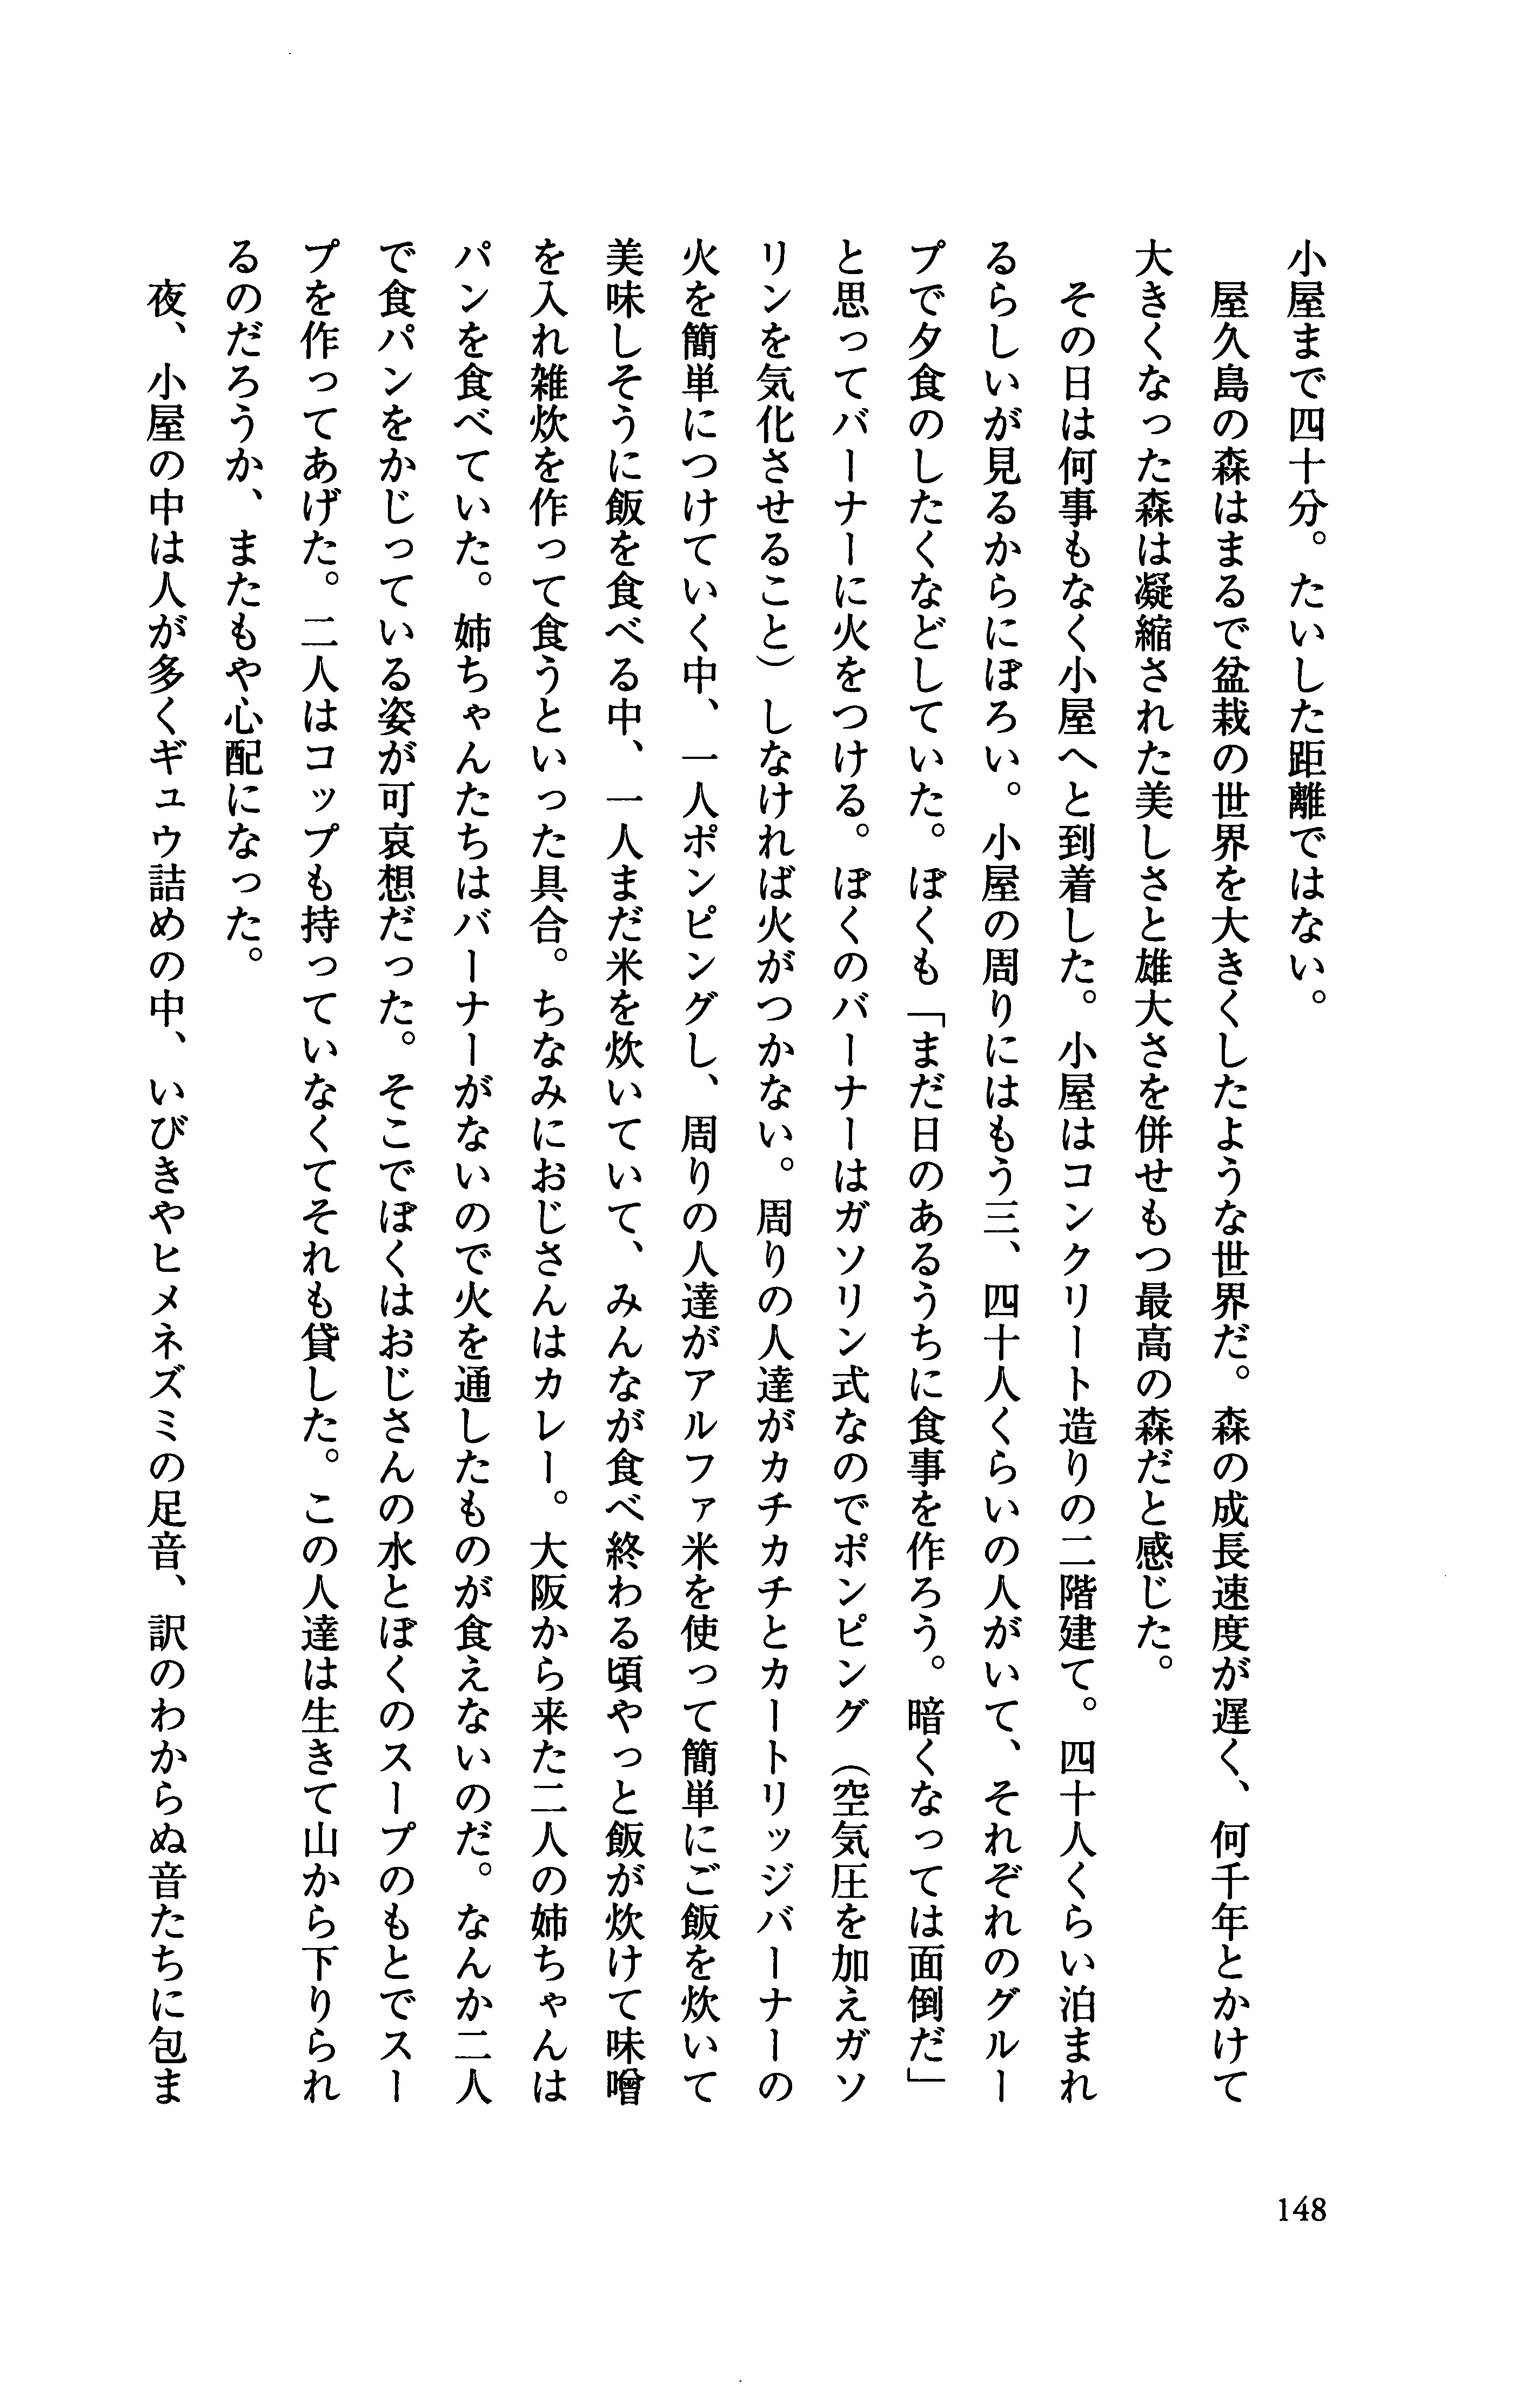 小屋まで四十分。たいした距離ではない。
屋久島の森はまるで盆栽の世界を大きくしたような世界だ。森の成長速度が遅く、何千年とかけて
大きくなった森は凝縮された美しさと雄大さを併せもつ最高の森だと感じた。
その日は何事もなく小屋へと到着した。小屋はコンクリート造りの二階建て。四十人くらい泊まれ
るらしいが見るからにぼろい。小屋の周りにはもう三、四十人くらいの人がいて、それぞれのグルー
プで夕食のしたくなどしていた。ぼくも「まだ日のあるうちに食事を作ろう。暗くなっては面倒だ」
と思ってバーナーに火をつける。ぼくのバーナーはガソリン式なのでポンピング（空気圧を加えガソ
リンを気化させること）しなければ火がつかない。周りの人達がカチカチとカートリッジバーナーの
火を簡単につけていく中、一人ポンピングし、周りの人達がアルファ米を使って簡単にご飯を炊いて
美味しそうに飯を食べる中、一人まだ米を炊いていて、みんなが食べ終わる頃やっと飯が炊けて味噌
を入れ雑炊を作って食うといった具合。ちなみにおじさんはカレー。大阪から来た二人の姉ちゃんは
パンを食べていた。姉ちゃんたちはバーナーがないので火を通したものが食えないのだ。なんか二人
で食パンをかじっている姿が可哀想だった。そこでぼくはおじさんの水とぼくのスープのもとでスー
プを作ってあげた。二人はコップも持っていなくてそれも貸した。この人達は生きて山から下りられ
るのだろうか、またもや心配になった。
夜、小屋の中は人が多くギュウ詰めの中、いびきやヒメネズミの足音、訳のわからぬ音たちに包ま
148